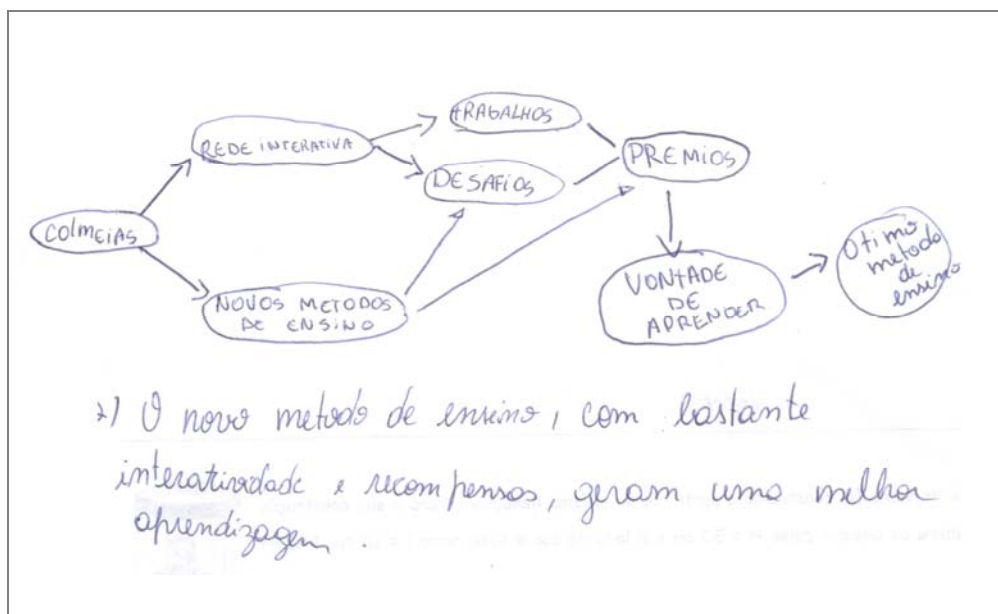 TRABALHOS
REDE INTERATIVA
PREMIOS
DESAFIOS
COLMEIAS
VONTADE
DE
APRENDER
Otimo
metodo
de
ensino
NOVOS METODOS
DE ENSINO
2) O novo metodo de ensino, com bastante
interatividade e recompensas, geram uma melhor
aprendizagem.